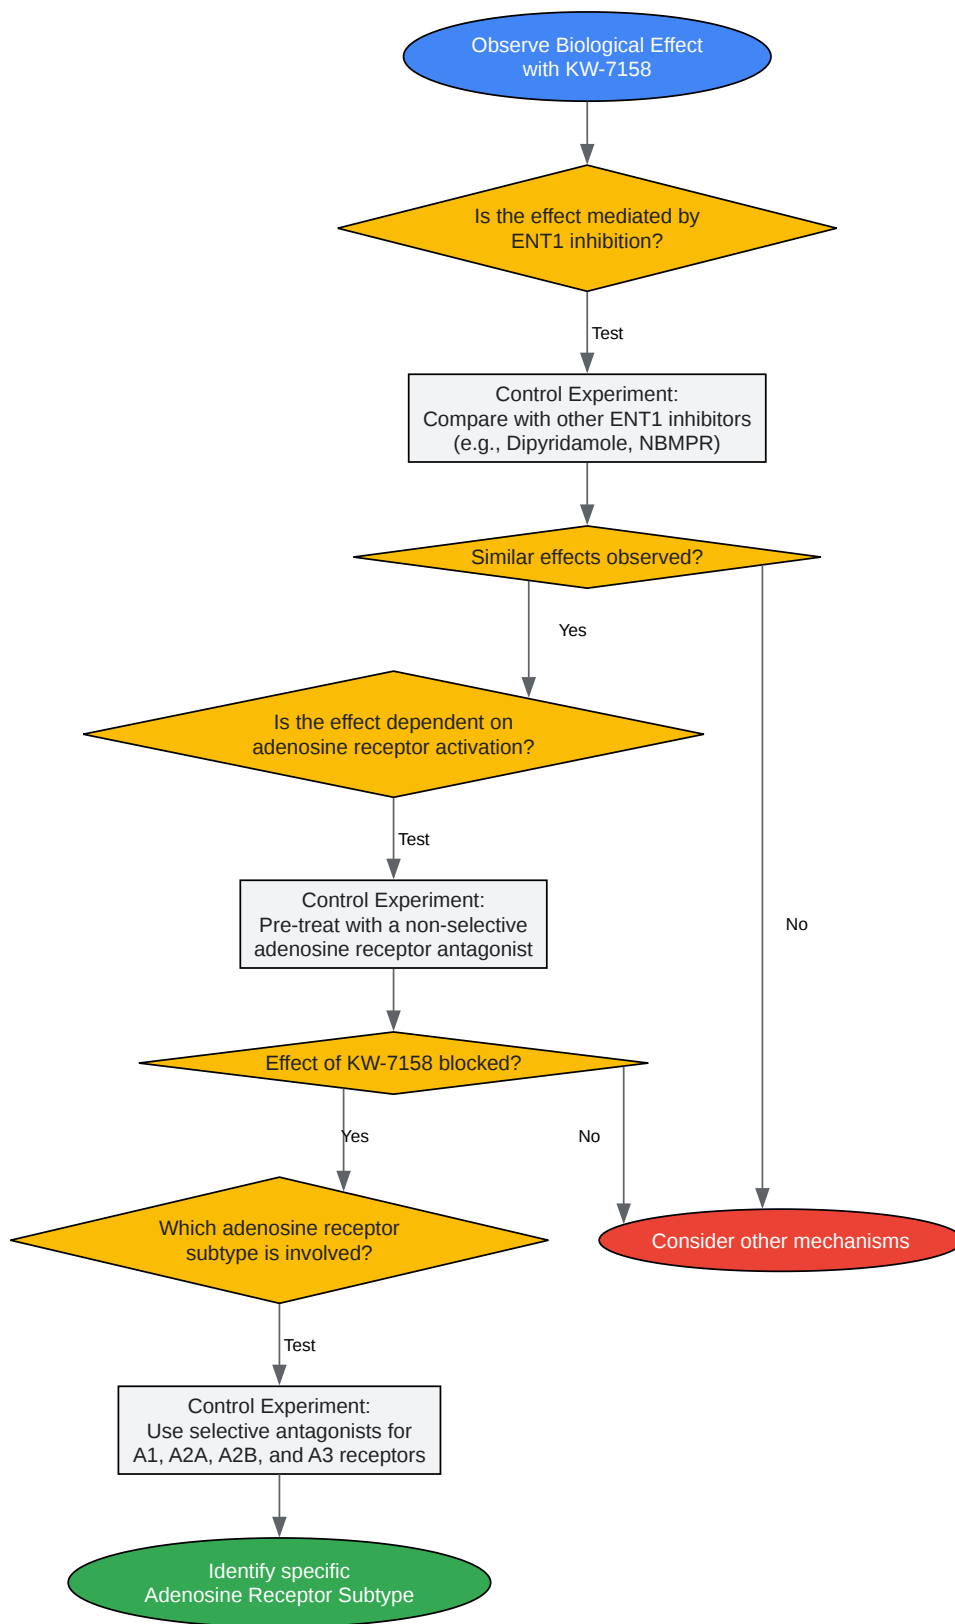 Observe Biological Effect
with KW-7158
Is the effect mediated by
ENT1 inhibition?
Test
Control Experiment:
Compare with other ENT1 inhibitors
(e.g., Dipyridamole, NBMPR)
Similar effects observed?
Yes
Is the effect dependent on
adenosine receptor activation?
Test
Control Experiment:
Pre-treat with a non-selective
adenosine receptor antagonist
No
Effect of KW-7158 blocked?
Yes
No
Which adenosine receptor
subtype is involved?
Consider other mechanisms
Test
Control Experiment:
Use selective antagonists for
A1, A2A, A2B, and A3 receptors
Identify specific
Adenosine Receptor Subtype